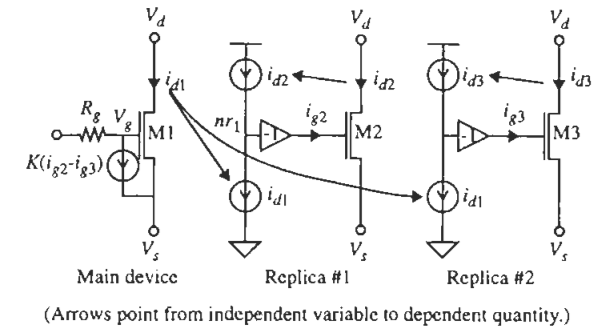 V_d V_d V_d
i_d1 i_d2 i_d2 i_d3 i_d3
R_g V_g M1 nr_1 -1 i_g2 M2 -1 i_g3 M3
K(i_g2-i_g3) i_d1 i_d1
V_s V_s V_s
Main device Replica #1 Replica #2
(Arrows point from independent variable to dependent quantity.)